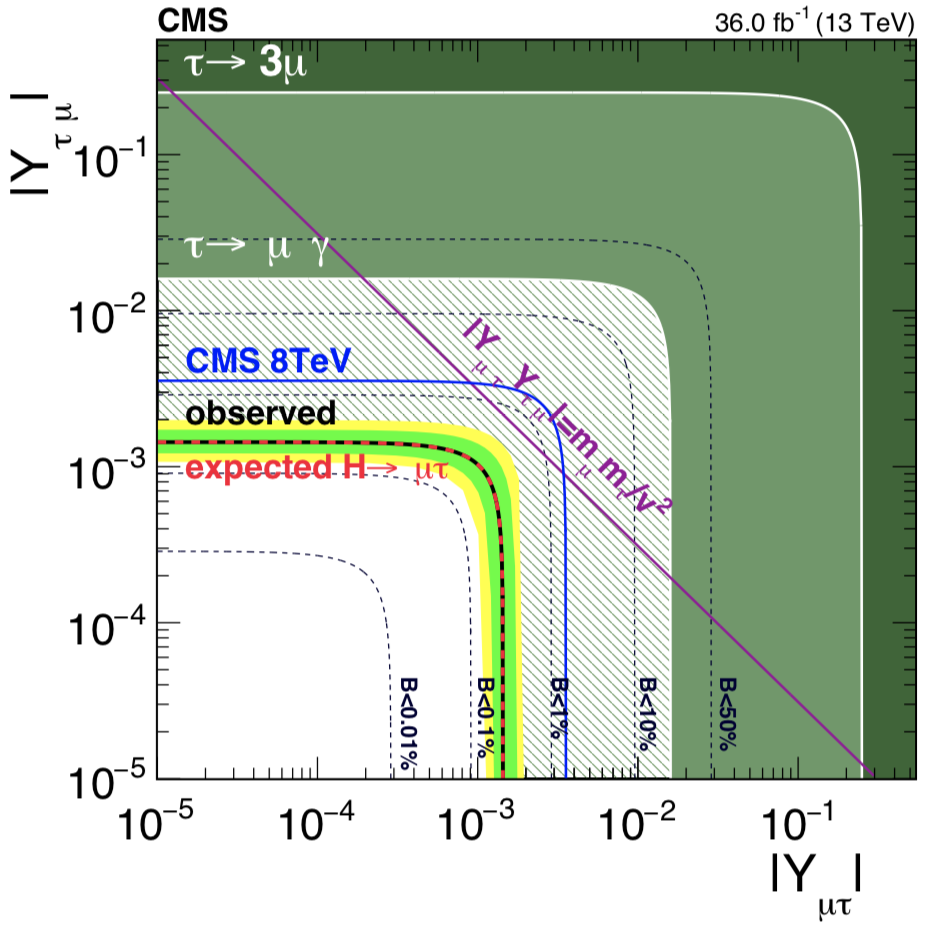 CMS 36.0 fb⁻¹ (13 TeV)
|Y_τμ|
τ→ 3μ
10⁻¹
τ→ μ γ
10⁻²
|Y_μτ Y_τμ|=m_μ m_τ/v²
CMS 8TeV
observed
10⁻³
expected H→ μτ
10⁻⁴
B<0.01%
B<0.1%
B<1%
B<10%
B<50%
10⁻⁵
10⁻⁵ 10⁻⁴ 10⁻³ 10⁻² 10⁻¹
|Y_μτ|